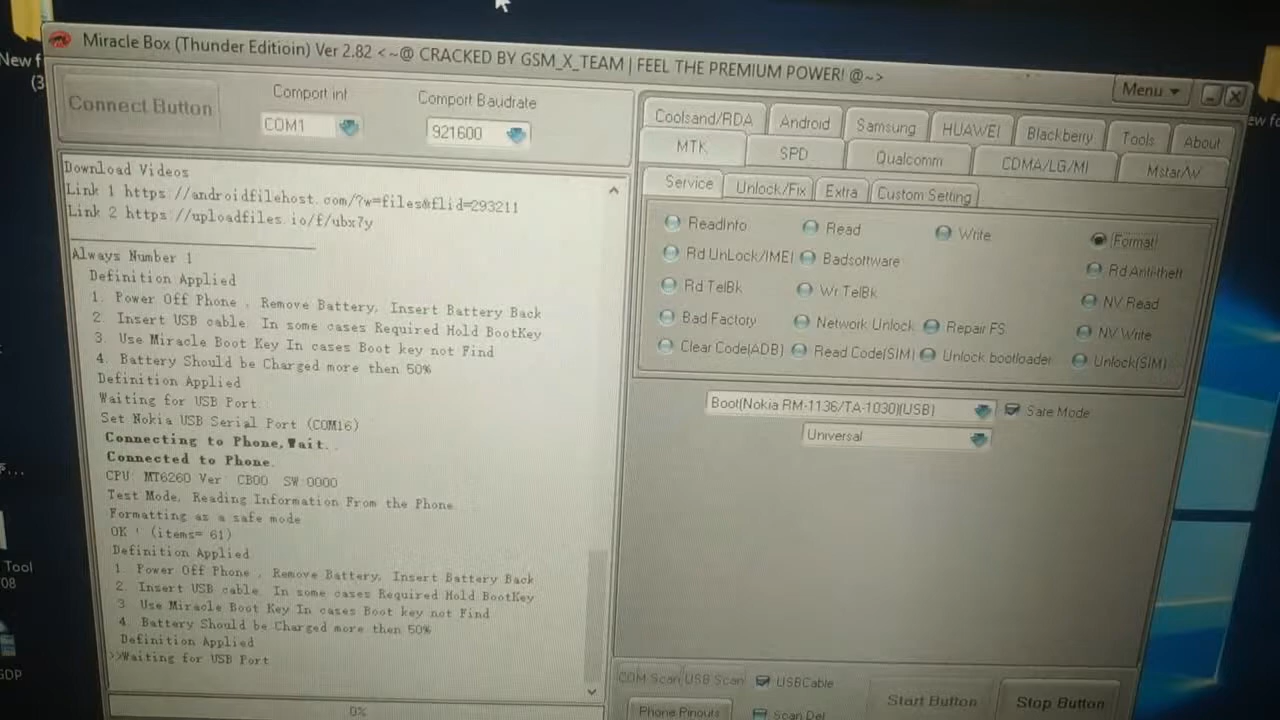 New f
(3
Miracle Box (Thunder Editioin) Ver 2.82 <~@ CRACKED BY GSM_X_TEAM | FEEL THE PREMIUM POWER! @~>
Menu
ew fo
Connect Button
Comport inf
COM1
Comport Baudrate
921600
Download Videos
Link 1 https://androidfilehost.com/?w=files&flid=293211
Link 2 https://uploadfiles.io/f/ubx7y
Always Number 1
Definition Applied
1. Power Off Phone , Remove Battery, Insert Battery Back
2. Insert USB cable. In some cases Required Hold BootKey
3. Use Miracle Boot Key In cases Boot key not Find
4. Battery Should be Charged more then 50%
Definition Applied
Waiting for USB Port..
Set Nokia USB Serial Port (COM16)
Connecting to Phone,Wait..
Connected to Phone.
CPU: MT6260 Ver: CB00 SW:0000
Test Mode, Reading Information From the Phone
Formatting as a safe mode
OK ! (items= 61)
Definition Applied
1. Power Off Phone , Remove Battery, Insert Battery Back
2. Insert USB cable. In some cases Required Hold BootKey
3. Use Miracle Boot Key In cases Boot key not Find
4. Battery Should be Charged more then 50%
Definition Applied
>>Waiting for USB Port
0%
Coolsand/RDA Android Samsung HUAWEI Blackberry Tools About
MTK SPD Qualcomm CDMA/LG/MI Mstar/W
Service Unlock/Fix Extra Custom Setting
ReadInfo Read Write Format
Rd UnLock/IMEI Badsoftware Rd Anti-theft
Rd TelBk Wr TelBk NV Read
Bad Factory Network Unlock Repair FS NV Write
Clear Code(ADB) Read Code(SIM) Unlock bootloader Unlock(SIM)
Boot(Nokia RM-1136/TA-1030)(USB) Safe Mode
Universal
COM Scan USB Scan USBCable
Phone Pinouts Scan Del
Start Button Stop Button
Tool
08
GDP